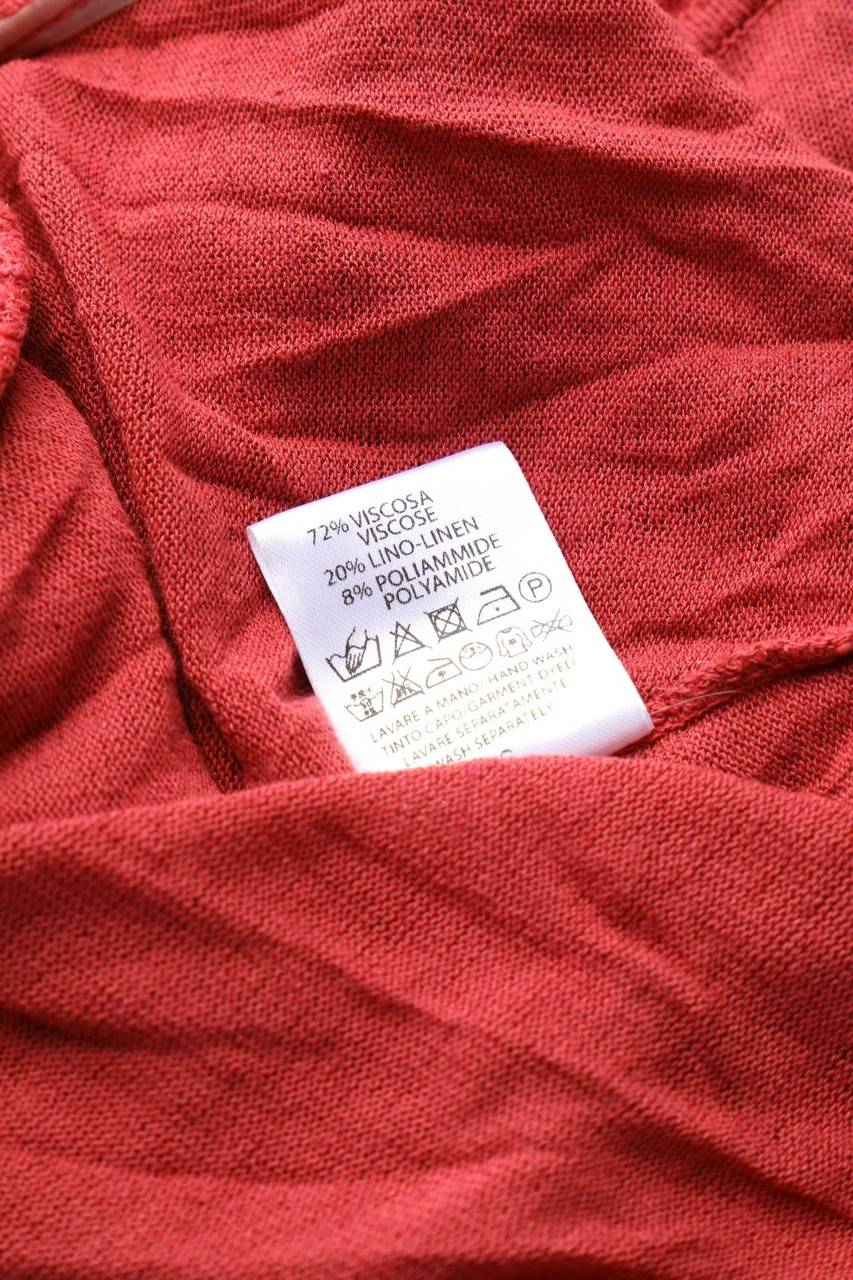 72% VISCOSA
VISCOSE
20% LINO-LINEN
8% POLIAMMIDE
POLYAMIDE
P
LAVARE A MANO/ HAND WASH
TINTO CAPO/GARMENT DYED
LAVARE SEPARATAMENTE
WASH SEPARATELY